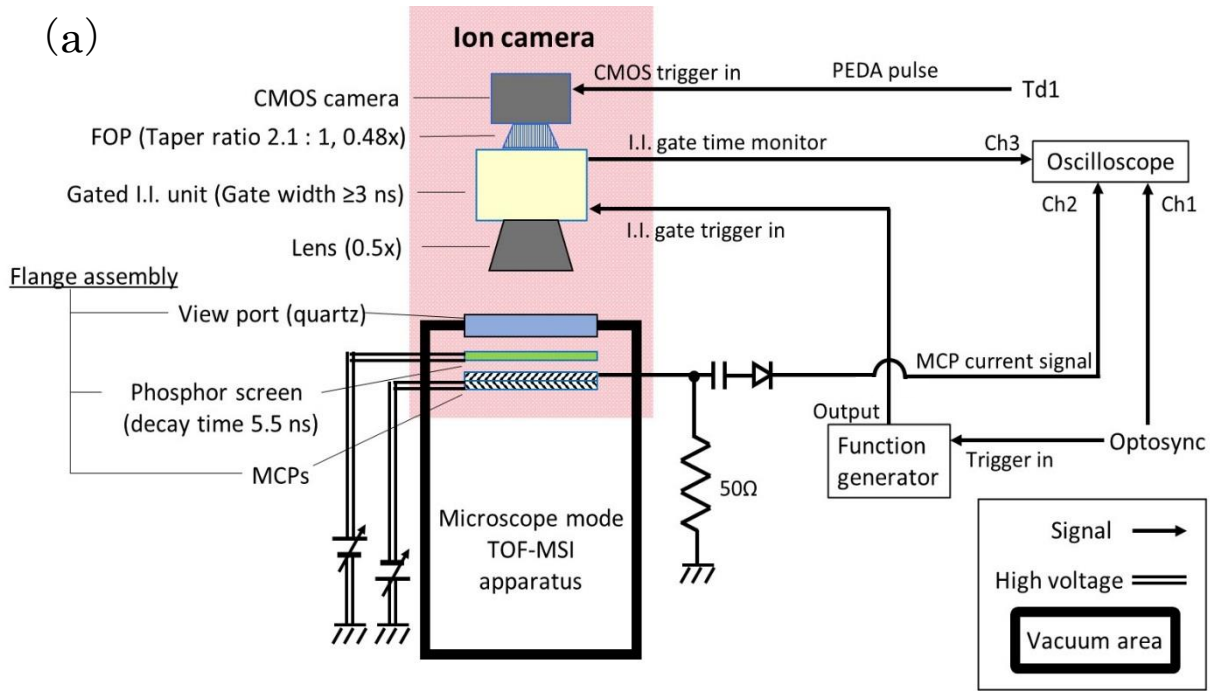 (a)
Ion camera
CMOS camera
FOP (Taper ratio 2.1 : 1, 0.48x)
Gated I.I. unit (Gate width ≥3 ns)
Lens (0.5x)
Flange assembly
View port (quartz)
Phosphor screen
(decay time 5.5 ns)
MCPs
CMOS trigger in
PEDA pulse
Td1
I.I. gate time monitor
Ch3
Oscilloscope
Ch2
Ch1
I.I. gate trigger in
MCP current signal
Output
Function
generator
Trigger in
Optosync
50Ω
Microscope mode
TOF-MSI
apparatus
Signal
High voltage
Vacuum area